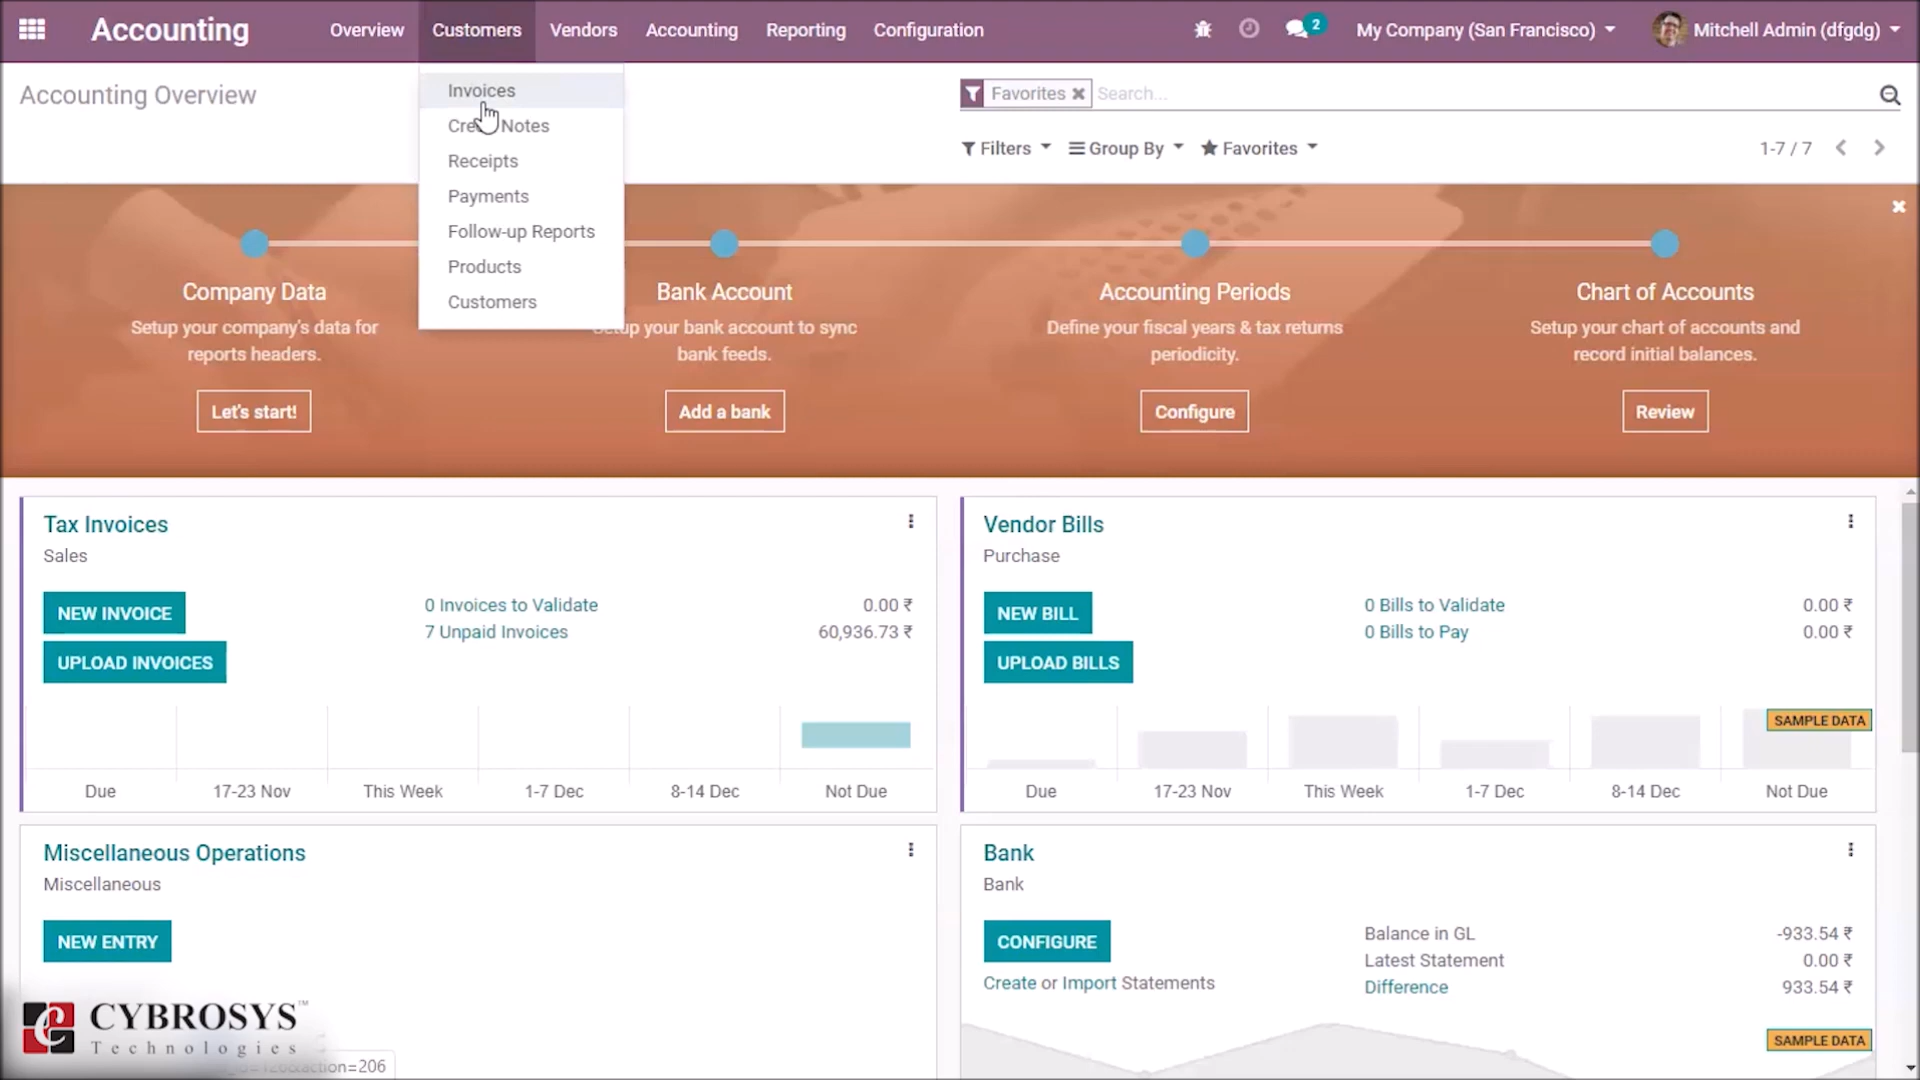 Accounting
Overview
Customers
Vendors
Accounting
Reporting
Configuration
2
My Company (San Francisco)
Mitchell Admin (dfgdg)
Accounting Overview
Invoices
Notes
Receipts
Payments
Follow-up Reports
Products
Customers
Favorites
Search...
Filters
Group By
Favorites
1-7 / 7
Company Data
Setup your company's data for
reports headers.
Let's start!
Bank Account
your bank account to sync
bank feeds.
Add a bank
Accounting Periods
Define your fiscal years & tax returns
periodicity.
Configure
Chart of Accounts
Setup your chart of accounts and
record initial balances.
Review
Tax Invoices
Sales
NEW INVOICE
UPLOAD INVOICES
0 Invoices to Validate 0.00 ₹
7 Unpaid Invoices 60,936.73 ₹
Due 17-23 Nov This Week 1-7 Dec 8-14 Dec Not Due
Vendor Bills
Purchase
NEW BILL
UPLOAD BILLS
0 Bills to Validate 0.00 ₹
0 Bills to Pay 0.00 ₹
SAMPLE DATA
Due 17-23 Nov This Week 1-7 Dec 8-14 Dec Not Due
Miscellaneous Operations
Miscellaneous
NEW ENTRY
Bank
Bank
CONFIGURE
Create or Import Statements
Balance in GL -933.54 ₹
Latest Statement 0.00 ₹
Difference 933.54 ₹
SAMPLE DATA
CYBROSYS™
Technologies
action=206